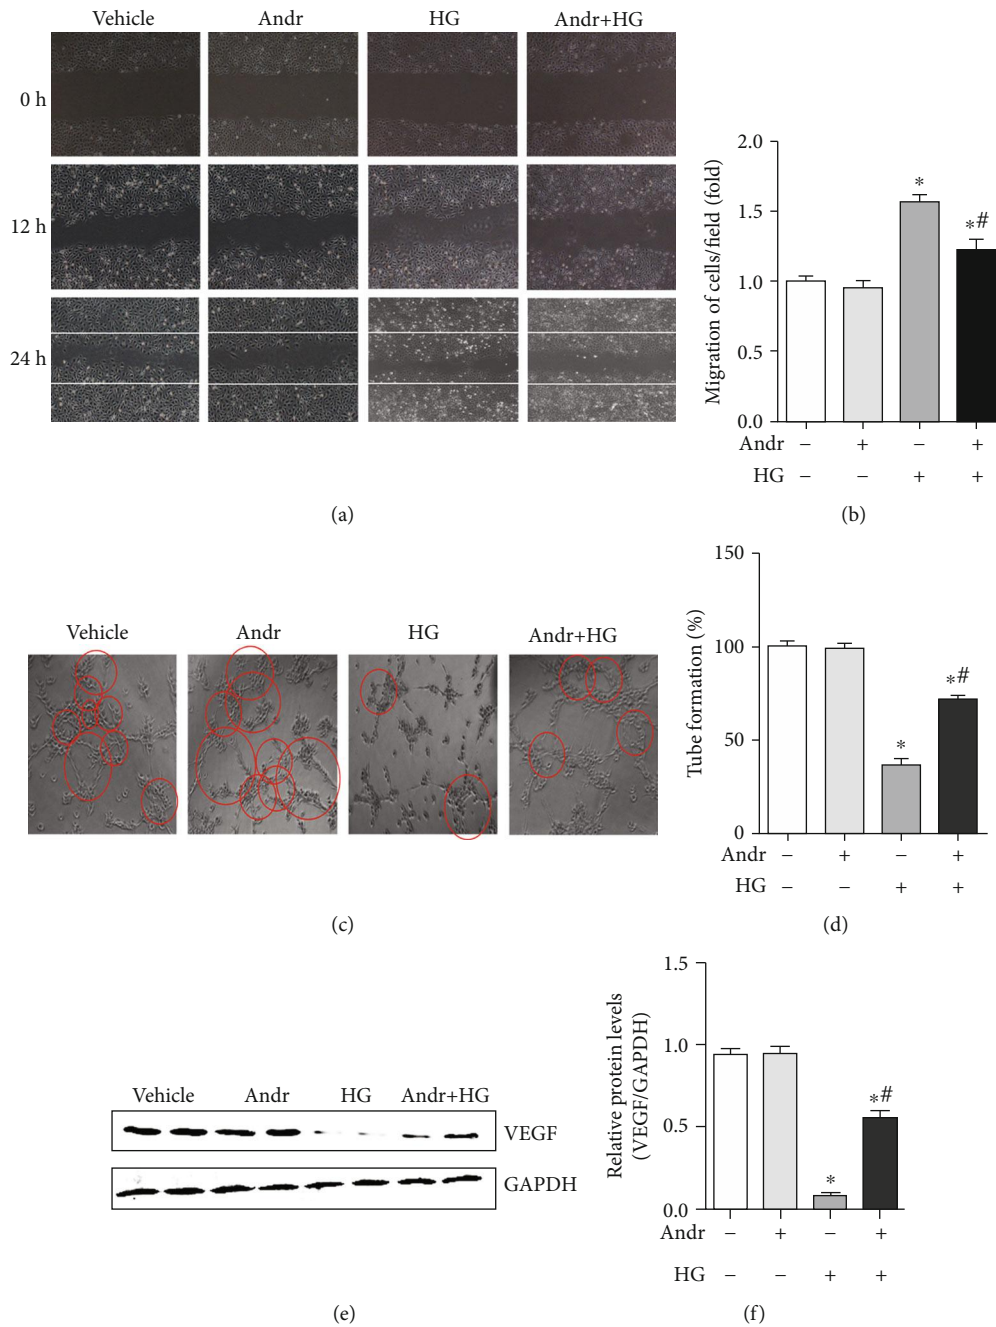 Vehicle Andr HG Andr+HG
0 h
12 h
24 h
(a)
Migration of cells/field (fold)
2.0
1.5
1.0
0.5
0.0
*
*#
Andr − + − +
HG − − + +
(b)
Vehicle Andr HG Andr+HG
(c)
Tube formation (%)
150
100
50
0
*
*#
Andr − + − +
HG − − + +
(d)
Vehicle Andr HG Andr+HG
VEGF
GAPDH
(e)
Relative protein levels
(VEGF/GAPDH)
1.5
1.0
0.5
0.0
*
*#
Andr − + − +
HG − − + +
(f)